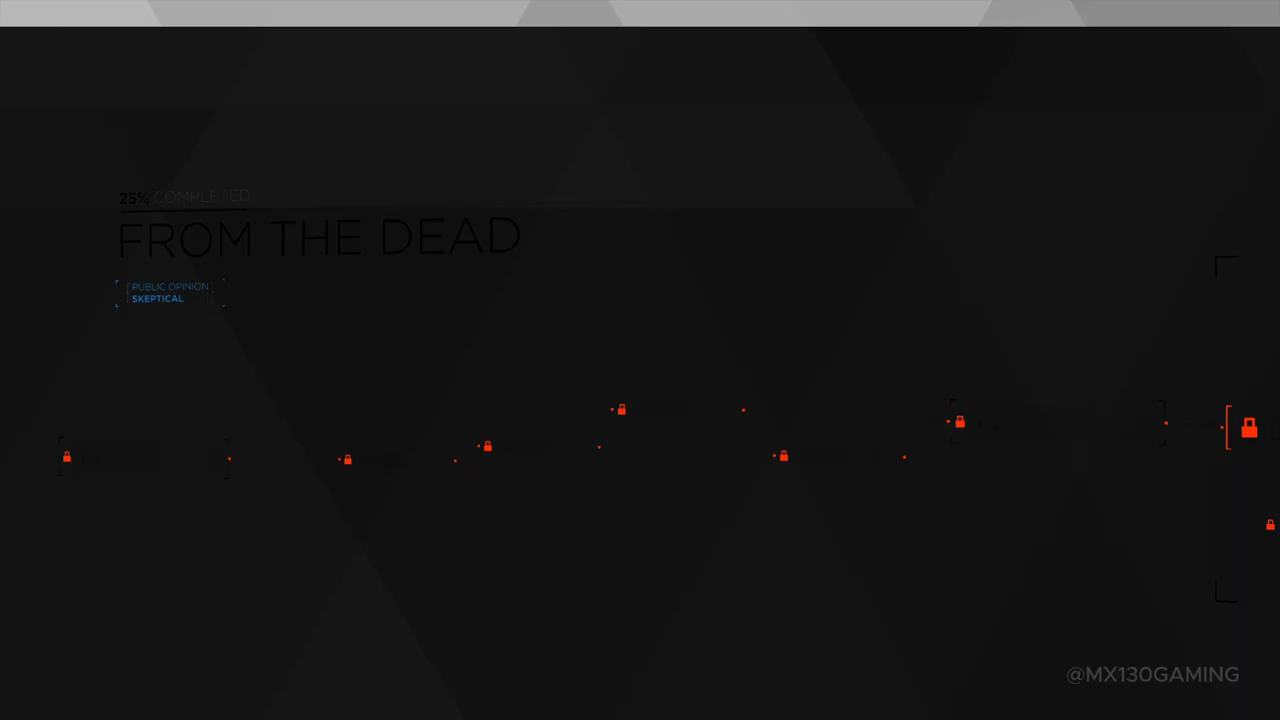 25% COMPLETED
FROM THE DEAD
PUBLIC OPINION
SKEPTICAL
@MX130GAMING